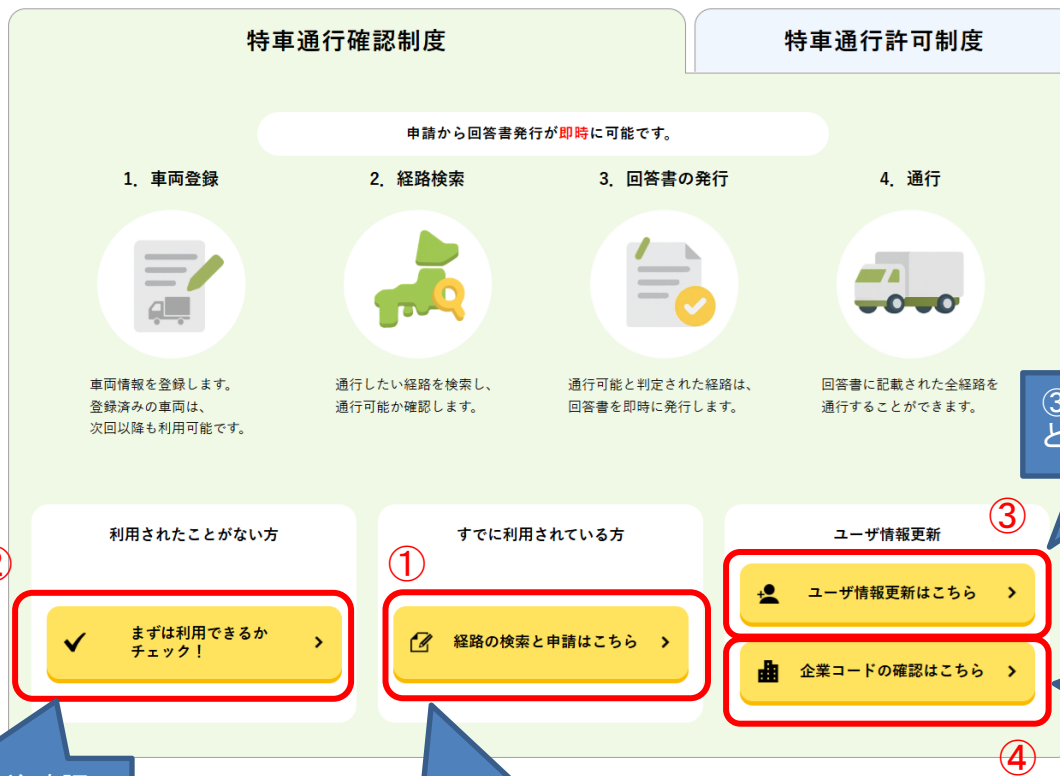 特車通行確認制度
特車通行許可制度
申請から回答書発行が即時に可能です。
1. 車両登録
2. 経路検索
3. 回答書の発行
4. 通行
車両情報を登録します。
登録済みの車両は、
次回以降も利用可能です。
通行したい経路を検索し、
通行可能か確認します。
通行可能と判定された経路は、
回答書を即時に発行します。
回答書に記載された全経路を
通行することができます。
③
と
利用されたことがない方
②
まずは利用できるか
チェック！
すでに利用されている方
①
経路の検索と申請はこちら
ユーザ情報更新
③
ユーザ情報更新はこちら
企業コードの確認はこちら
④